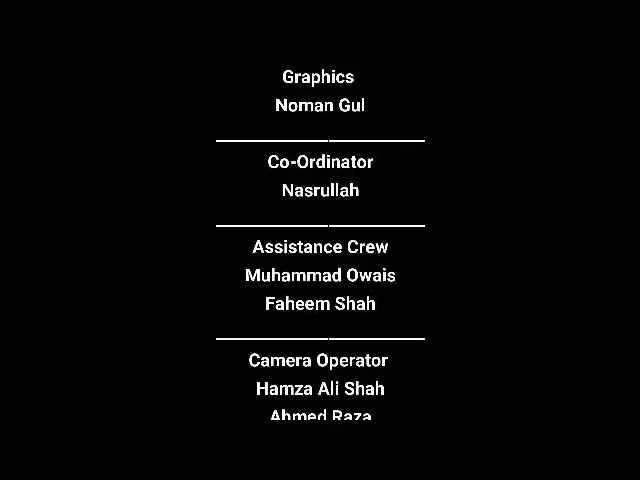 Graphics
Noman Gul
Co-Ordinator
Nasrullah
Assistance Crew
Muhammad Owais
Faheem Shah
Camera Operator
Hamza Ali Shah
Ahmed Raza